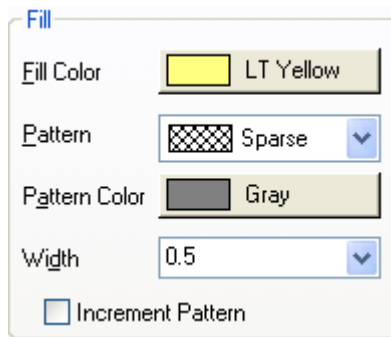 Fill
Fill Color LT Yellow
Pattern Sparse
Pattern Color Gray
Width 0.5
Increment Pattern